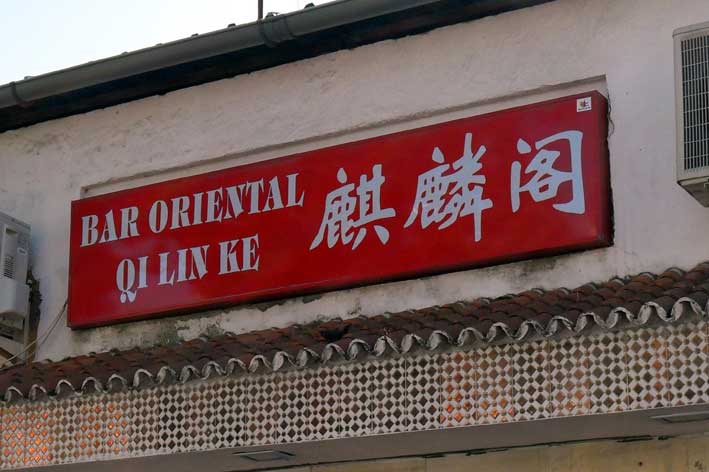 BAR ORIENTAL
QI LIN KE
麒麟阁